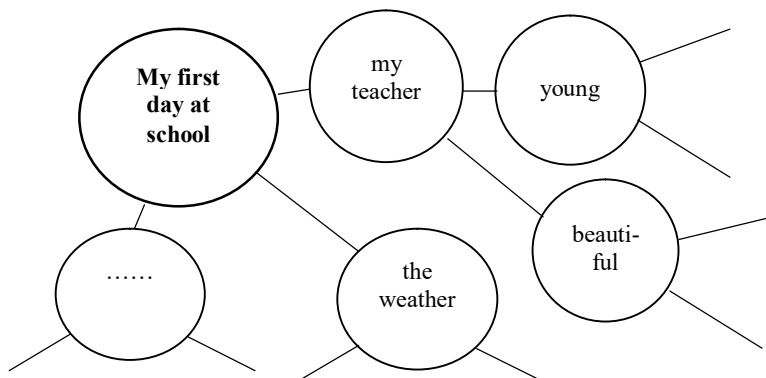 My first
day at
school
my
teacher
young
beauti-
ful
the
weather
……